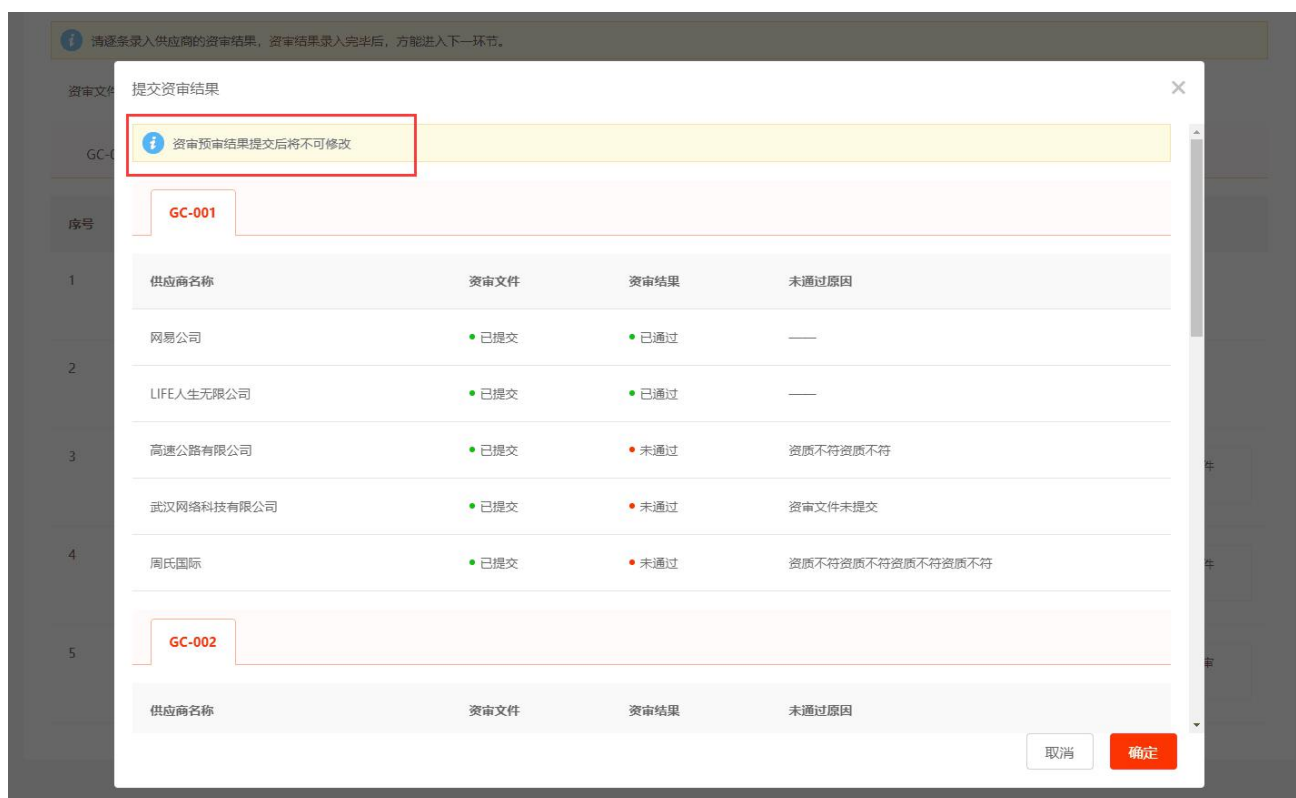 请逐条录入供应商的资审结果，资审结果录入完毕后，方能进入下一环节。
资审文件
提交资审结果
资审预审结果提交后将不可修改
GC-0
GC-001
序号
供应商名称 资审文件 资审结果 未通过原因
1
网易公司 已提交 已通过 ——
2
LIFE人生无限公司 已提交 已通过 ——
3
高速公路有限公司 已提交 未通过 资质不符资质不符
件
武汉网络科技有限公司 已提交 未通过 资审文件未提交
4
周氏国际 已提交 未通过 资质不符资质不符资质不符资质不符
件
GC-002
5
审
供应商名称 资审文件 资审结果 未通过原因
取消 确定